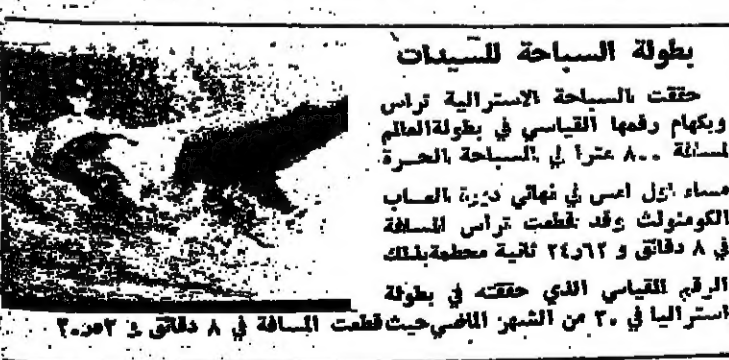 بطولة السباحة للسيدات
حققت السباحة الاسترالية تراس
ويكهام رقمها القياسي في بطولة العالم
لمسافة ٨٠٠ مترا في السباحة الحرة
مساء اول امس في نهائي دورة العاب
الكومنولث وقد قطعت تراس المسافة
في ٨ دقائق و ٦٢ر٢٤ ثانية محطمة بذلك
الرقم القياسي الذي حققته في بطولة
استراليا في ٢٠ من الشهر الماضي حيث قطعت المسافة في ٨ دقائق و